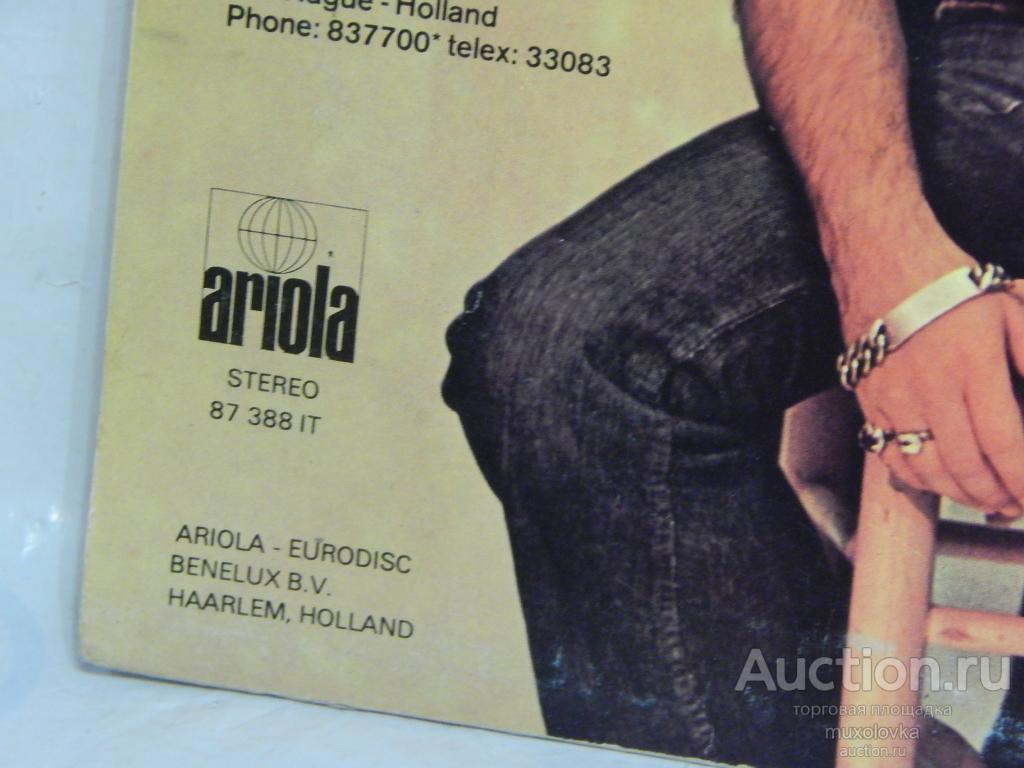 - Holland
Phone: 837700* telex: 33083
ariola
STEREO
87 388 IT
ARIOLA - EURODISC
BENELUX B.V.
HAARLEM, HOLLAND
Auction.ru
торговая площадка
muxolovka
auction.ru